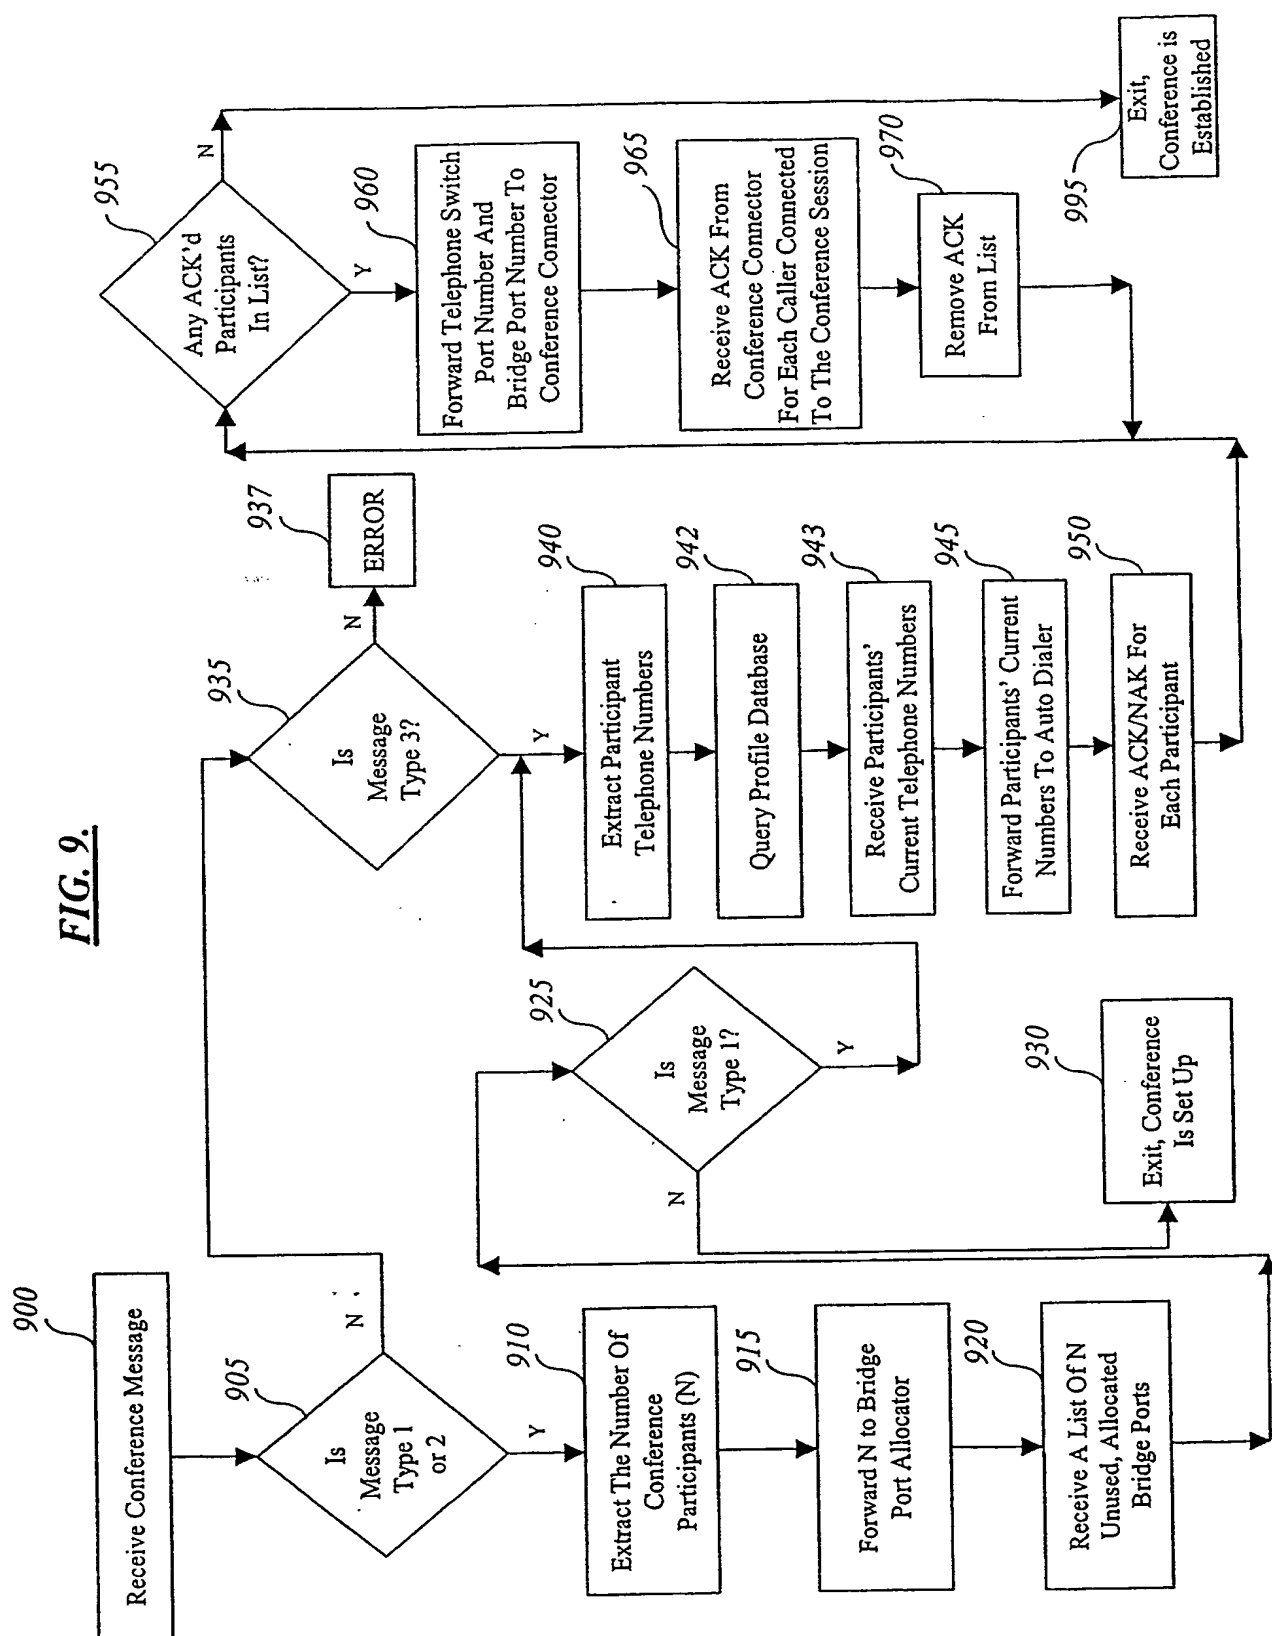 FIG. 9.
900
Receive Conference Message
905
Is
Message
Type 1
or 2
N
Y
910
Extract The Number Of
Conference
Participants (N)
915
Forward N to Bridge
Port Allocator
920
Receive A List Of N
Unused, Allocated
Bridge Ports
925
Is
Message
Type 1?
N
Y
930
Exit, Conference
Is Set Up
935
Is
Message
Type 3?
N
Y
937
ERROR
940
Extract Participant
Telephone Numbers
942
Query Profile Database
943
Receive Participants'
Current Telephone Numbers
945
Forward Participants' Current
Numbers To Auto Dialer
950
Receive ACK/NAK For
Each Participant
955
Any ACK'd
Participants
In List?
N
Y
960
Forward Telephone Switch
Port Number And
Bridge Port Number To
Conference Connector
965
Receive ACK From
Conference Connector
For Each Caller Connected
To The Conference Session
970
Remove ACK
From List
995
Exit,
Conference is
Established